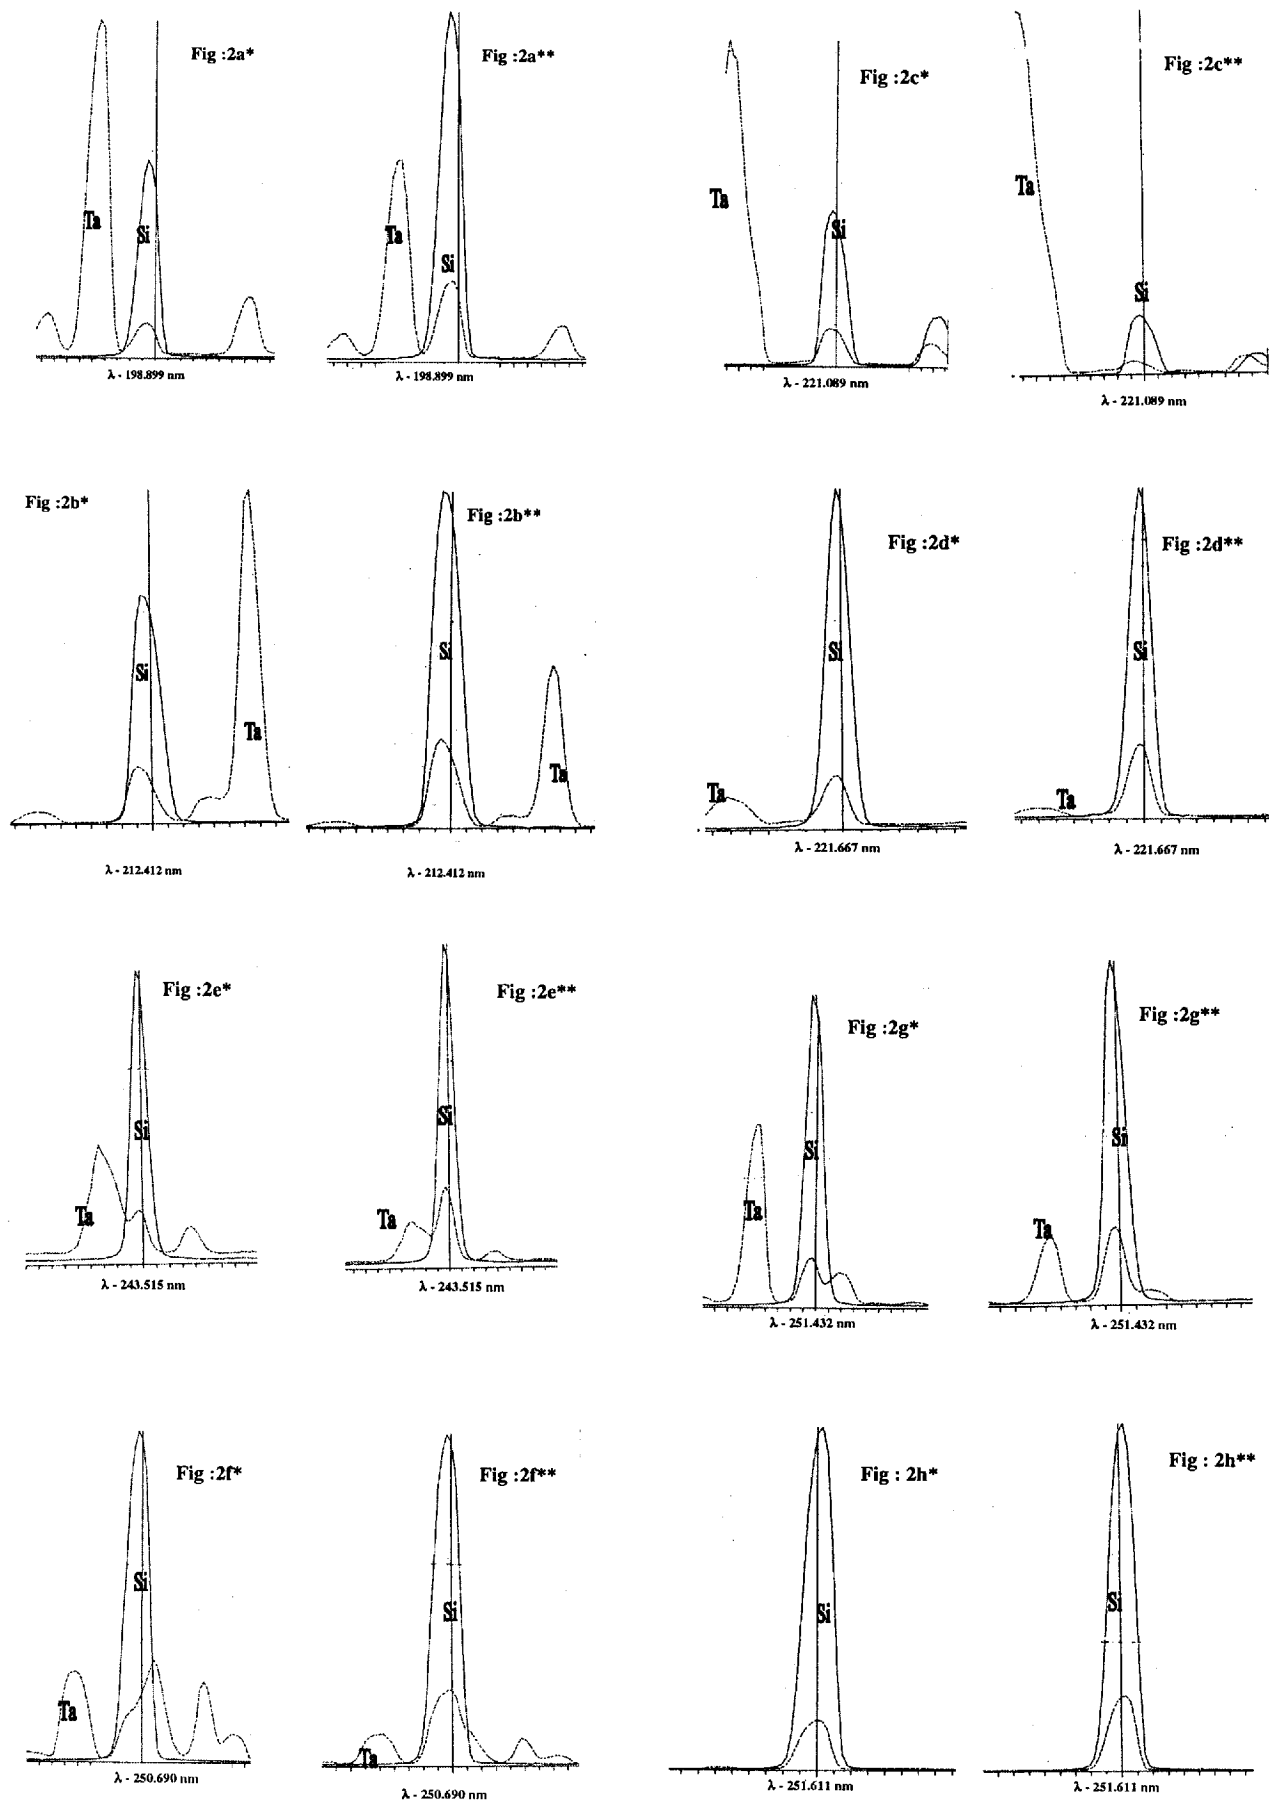 Fig :2a*
Ta
Si
λ - 198.899 nm
Fig :2a**
Ta
Si
λ - 198.899 nm
Fig :2c*
Ta
Si
λ - 221.089 nm
Fig :2c**
Ta
Si
λ - 221.089 nm
Fig :2b*
Si
Ta
λ - 212.412 nm
Fig :2b**
Si
Ta
λ - 212.412 nm
Fig :2d*
Si
Ta
λ - 221.667 nm
Fig :2d**
Si
Ta
λ - 221.667 nm
Fig :2e*
Si
Ta
λ - 243.515 nm
Fig :2e**
Si
Ta
λ - 243.515 nm
Fig :2g*
Si
Ta
λ - 251.432 nm
Fig :2g**
Si
Ta
λ - 251.432 nm
Fig :2f*
Si
Ta
λ - 250.690 nm
Fig :2f**
Si
Ta
λ - 250.690 nm
Fig : 2h*
Si
λ - 251.611 nm
Fig : 2h**
Si
λ - 251.611 nm